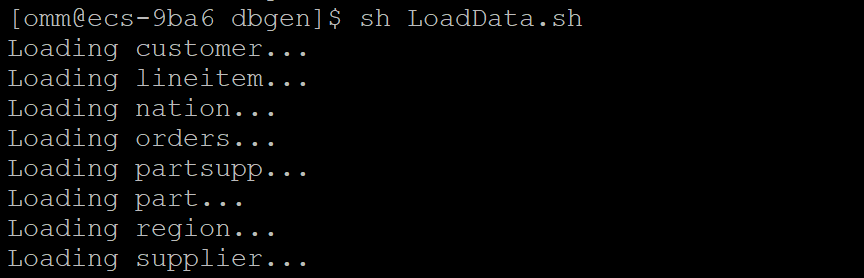 [omm@ecs-9ba6 dbgen]$ sh LoadData.sh
Loading customer...
Loading lineitem...
Loading nation...
Loading orders...
Loading partsupp...
Loading part...
Loading region...
Loading supplier...